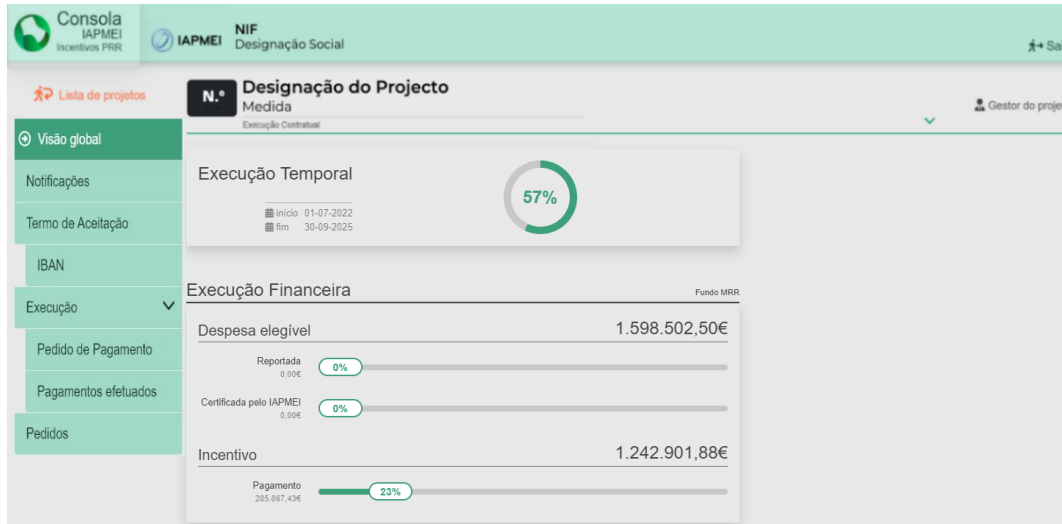 Consola
IAPMEI
Incentivos PRR
IAPMEI
NIF
Designação Social
Sa
Lista de projetos
N.º
Designação do Projecto
Medida
Execução Contratual
Gestor do proje
Visão global
Notificações
Termo de Aceitação
IBAN
Execução
Pedido de Pagamento
Pagamentos efetuados
Pedidos
Execução Temporal
início 01-07-2022
fim 30-09-2025
57%
Execução Financeira
Fundo MRR
Despesa elegível 1.598.502,50€
Reportada
0,00€
0%
Certificada pelo IAPMEI
0,00€
0%
Incentivo 1.242.901,88€
Pagamento
285.867,43€
23%